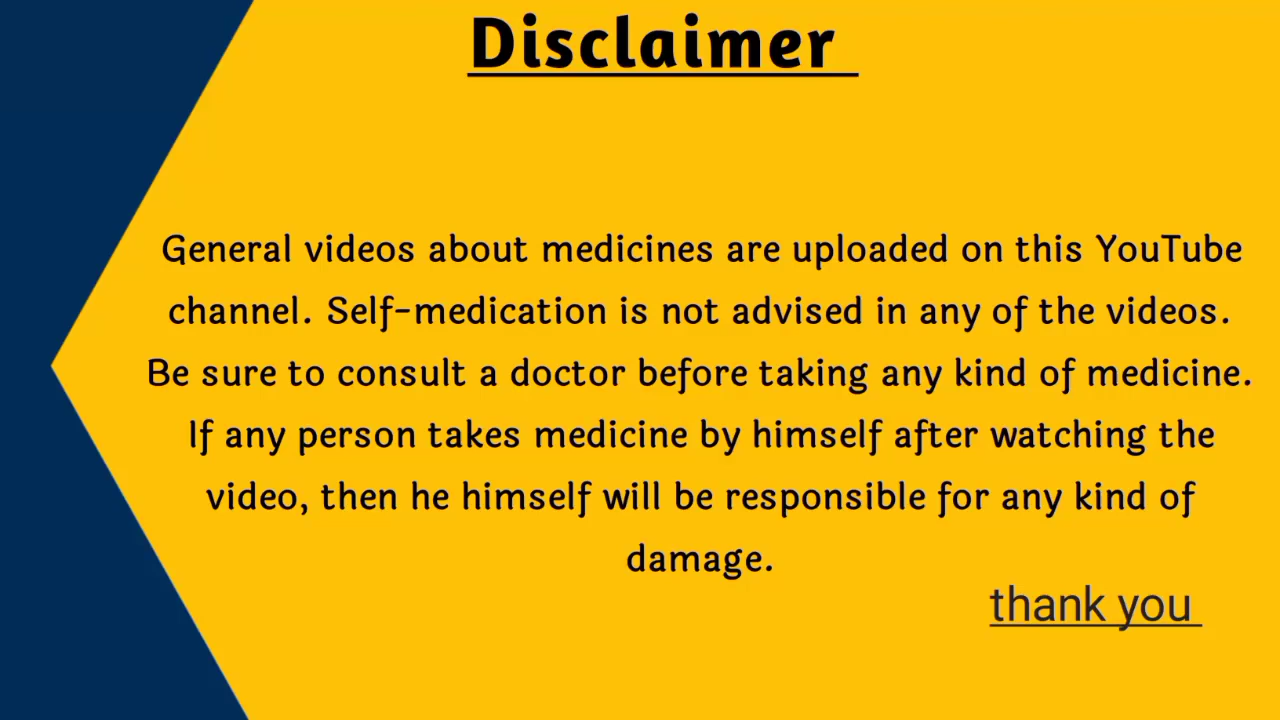 Disclaimer
General videos about medicines are uploaded on this YouTube
channel. Self-medication is not advised in any of the videos.
Be sure to consult a doctor before taking any kind of medicine.
If any person takes medicine by himself after watching the
video, then he himself will be responsible for any kind of
damage.
thank you